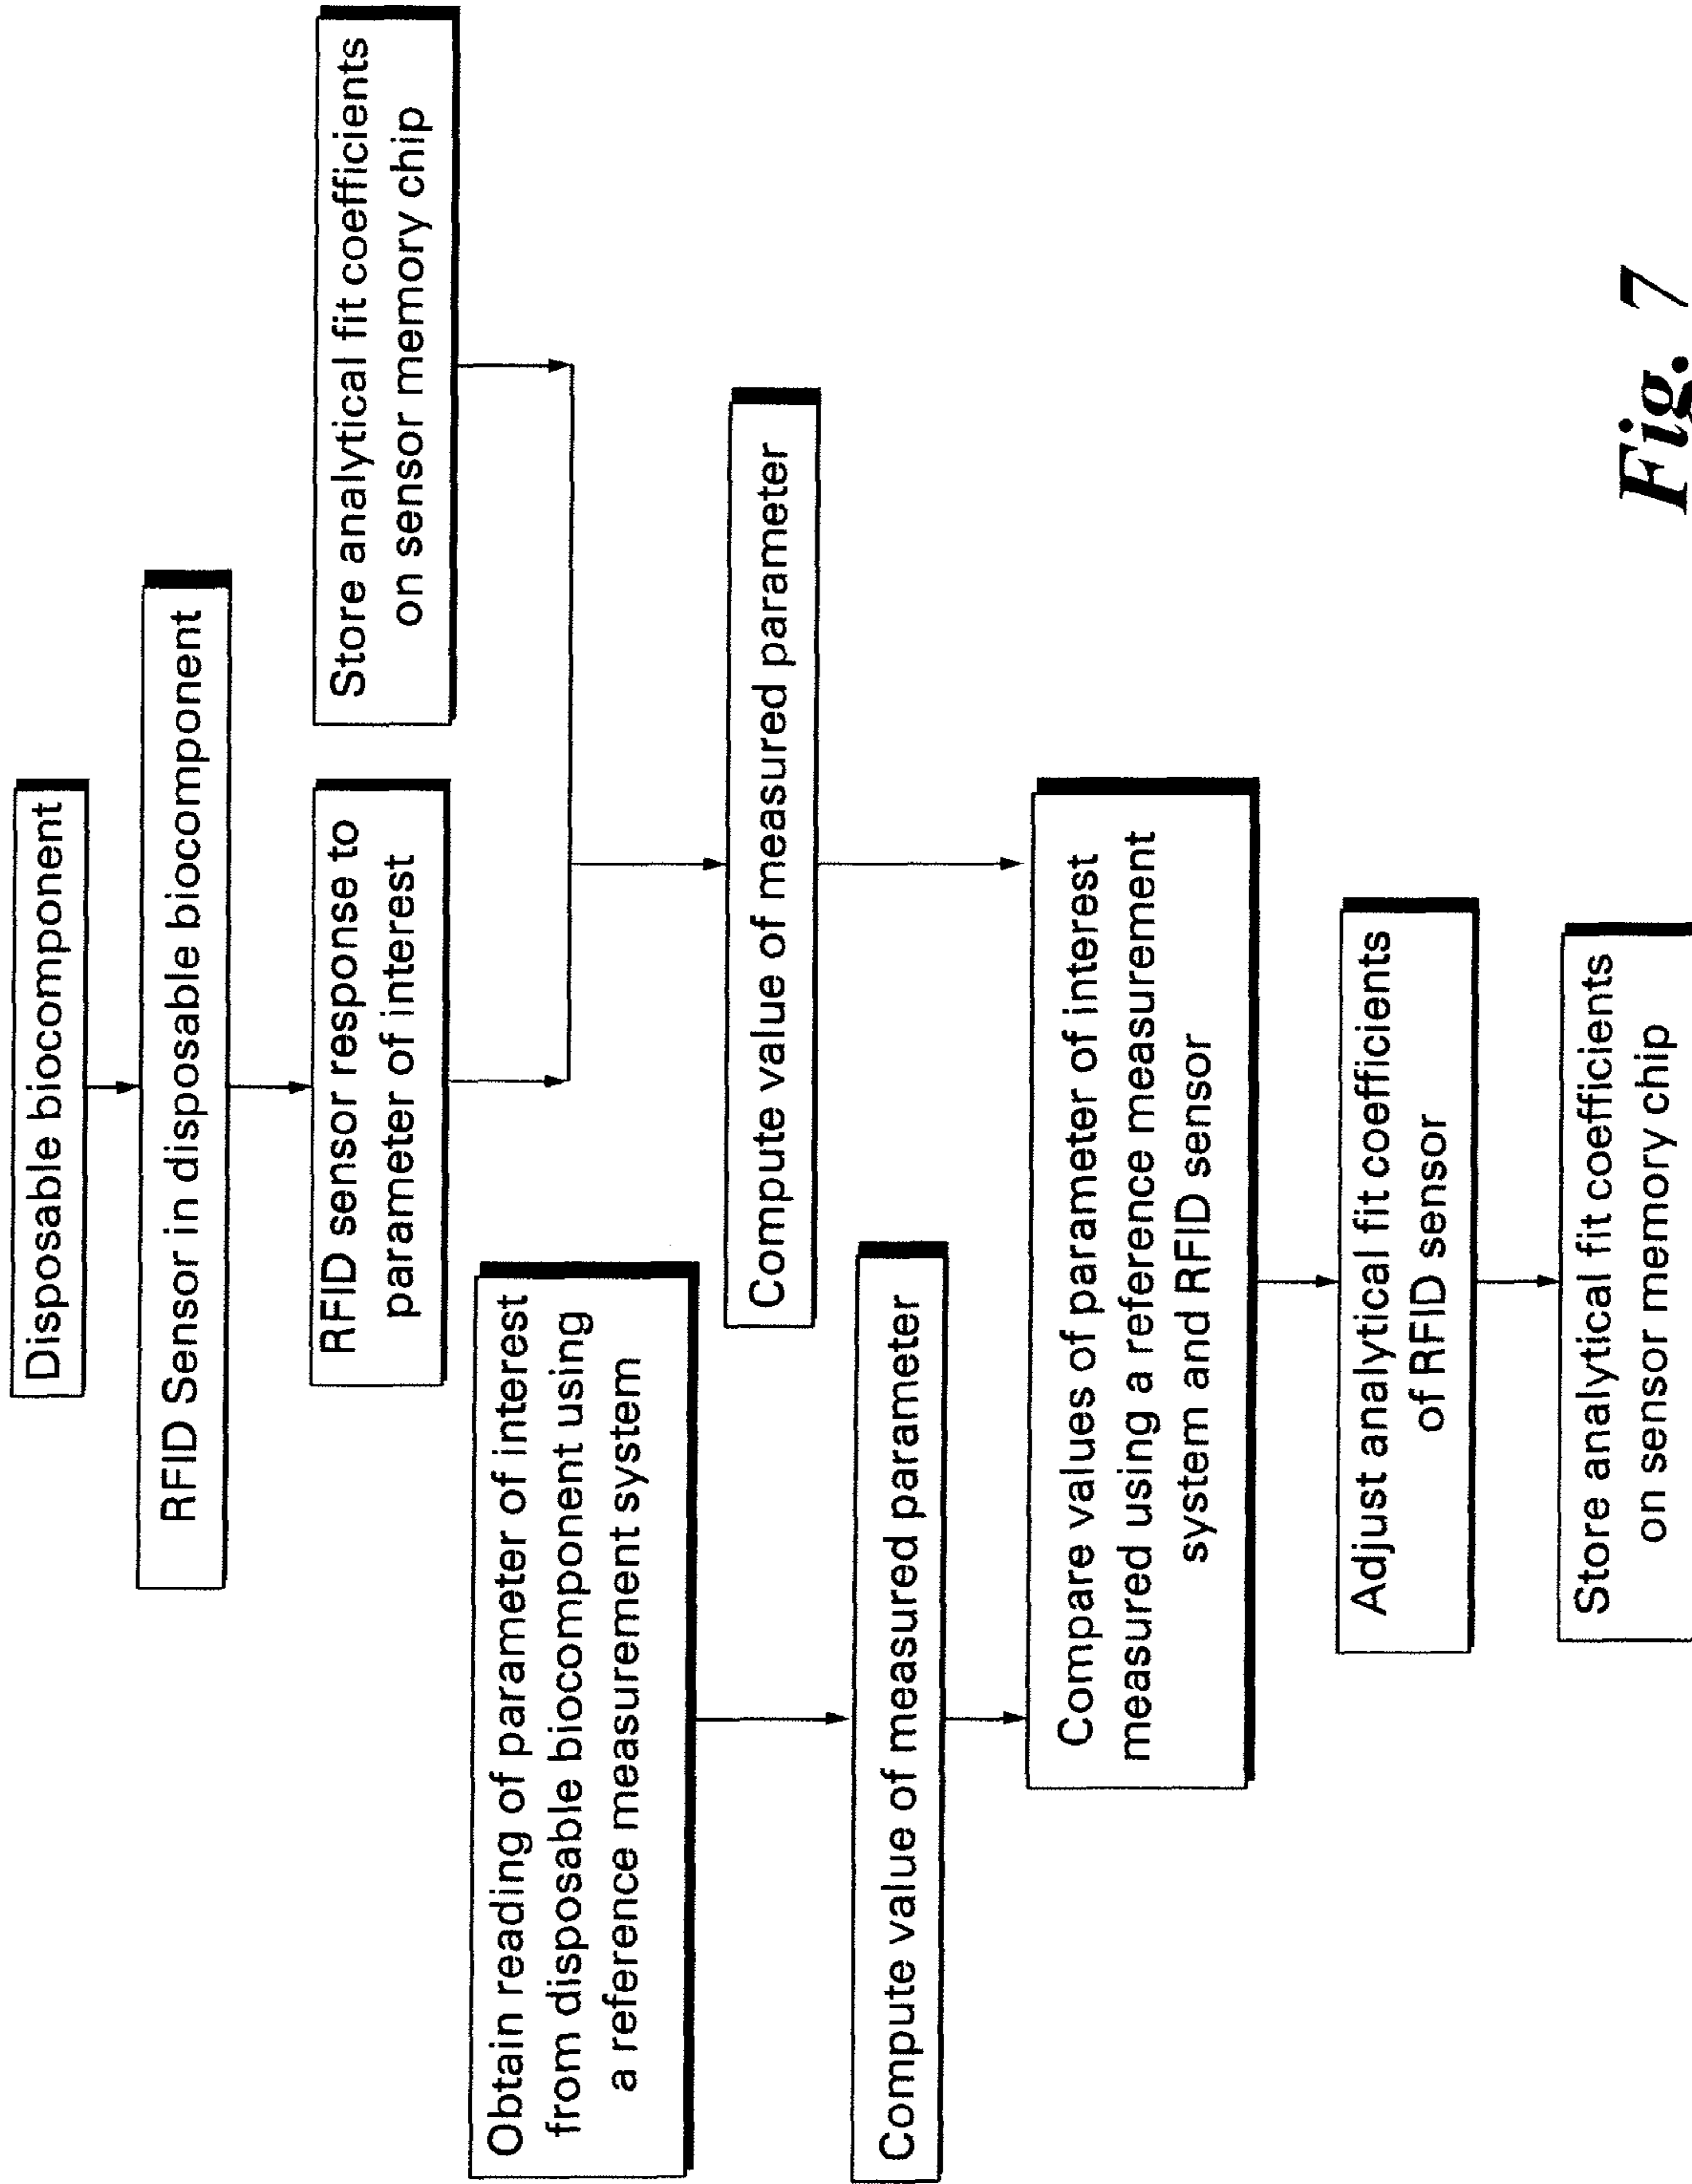 Disposable biocomponent
RFID Sensor in disposable biocomponent
RFID sensor response to
parameter of interest
Store analytical fit coefficients
on sensor memory chip
Obtain reading of parameter of interest
from disposable biocomponent using
a reference measurement system
Compute value of measured parameter
Compute value of measured parameter
Compare values of parameter of interest
measured using a reference measurement
system and RFID sensor
Adjust analytical fit coefficients
of RFID sensor
Store analytical fit coefficients
on sensor memory chip
Fig. 7